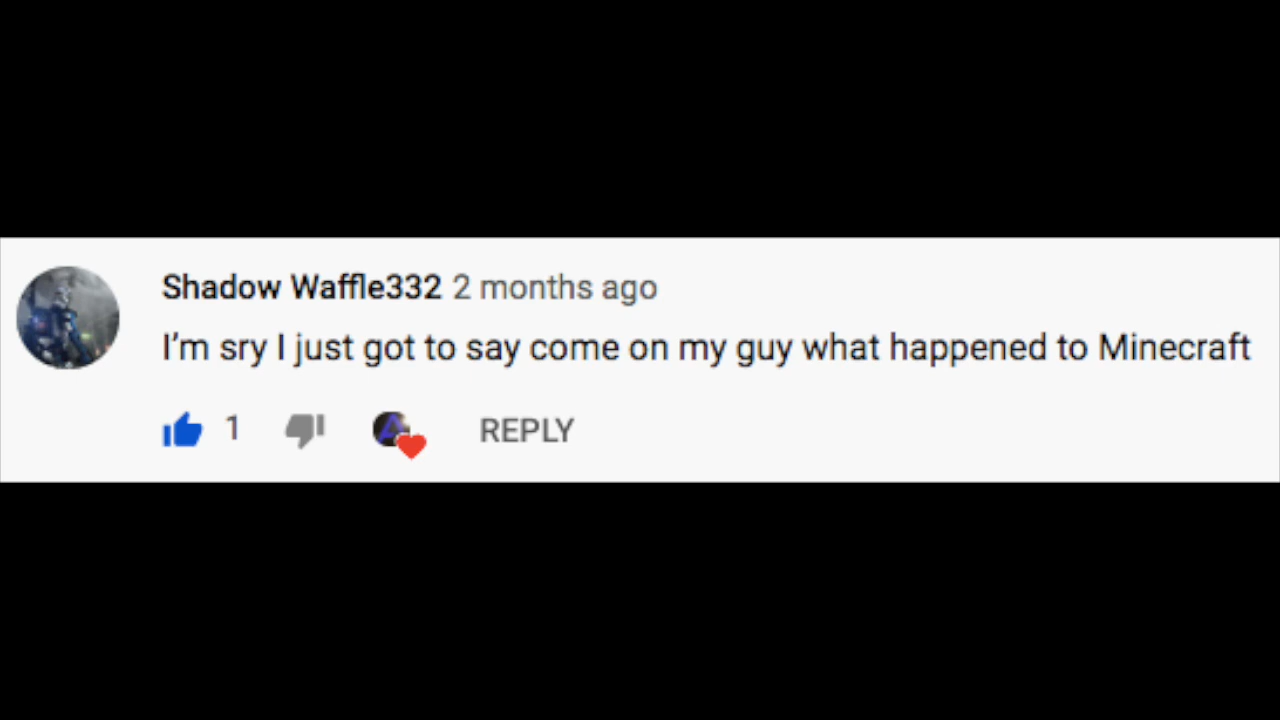 Shadow Waffle332 2 months ago
I'm sry I just got to say come on my guy what happened to Minecraft
1 REPLY